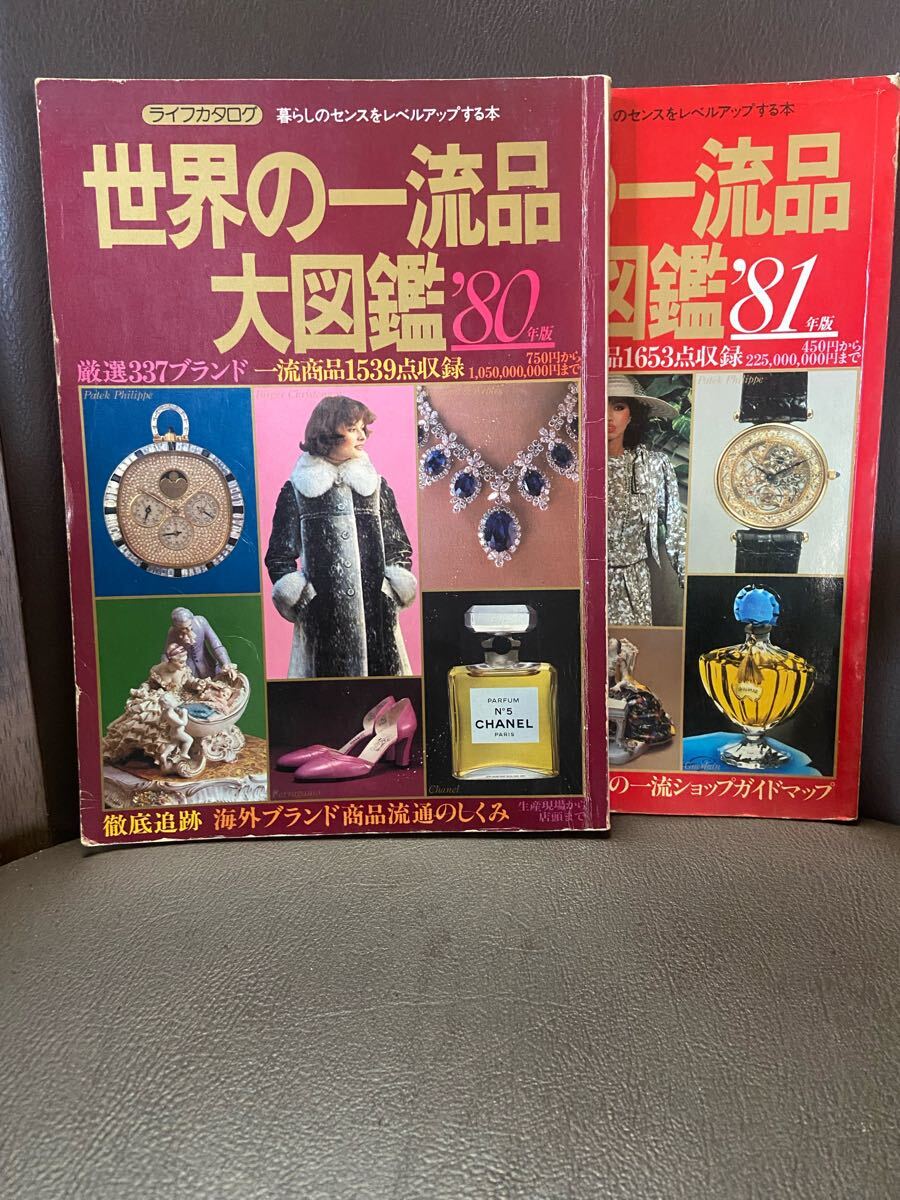 ライフカタログ 暮らしのセンスをレベルアップする本
世界の一流品
大図鑑 '80年版
厳選337ブランド 一流商品1539点収録 750円から
1,050,000,000円まで
Patek Philippe
PARFUM
N°5
CHANEL
PARIS
Chanel
徹底追跡 海外ブランド商品流通のしくみ 生産現場から
店頭まで
のセンスをレベルアップする本
一流品
図鑑 '81年版
品1653点収録 450円から
225,000,000円まで
Patek Philippe
Guerlain
の一流ショップガイドマップ